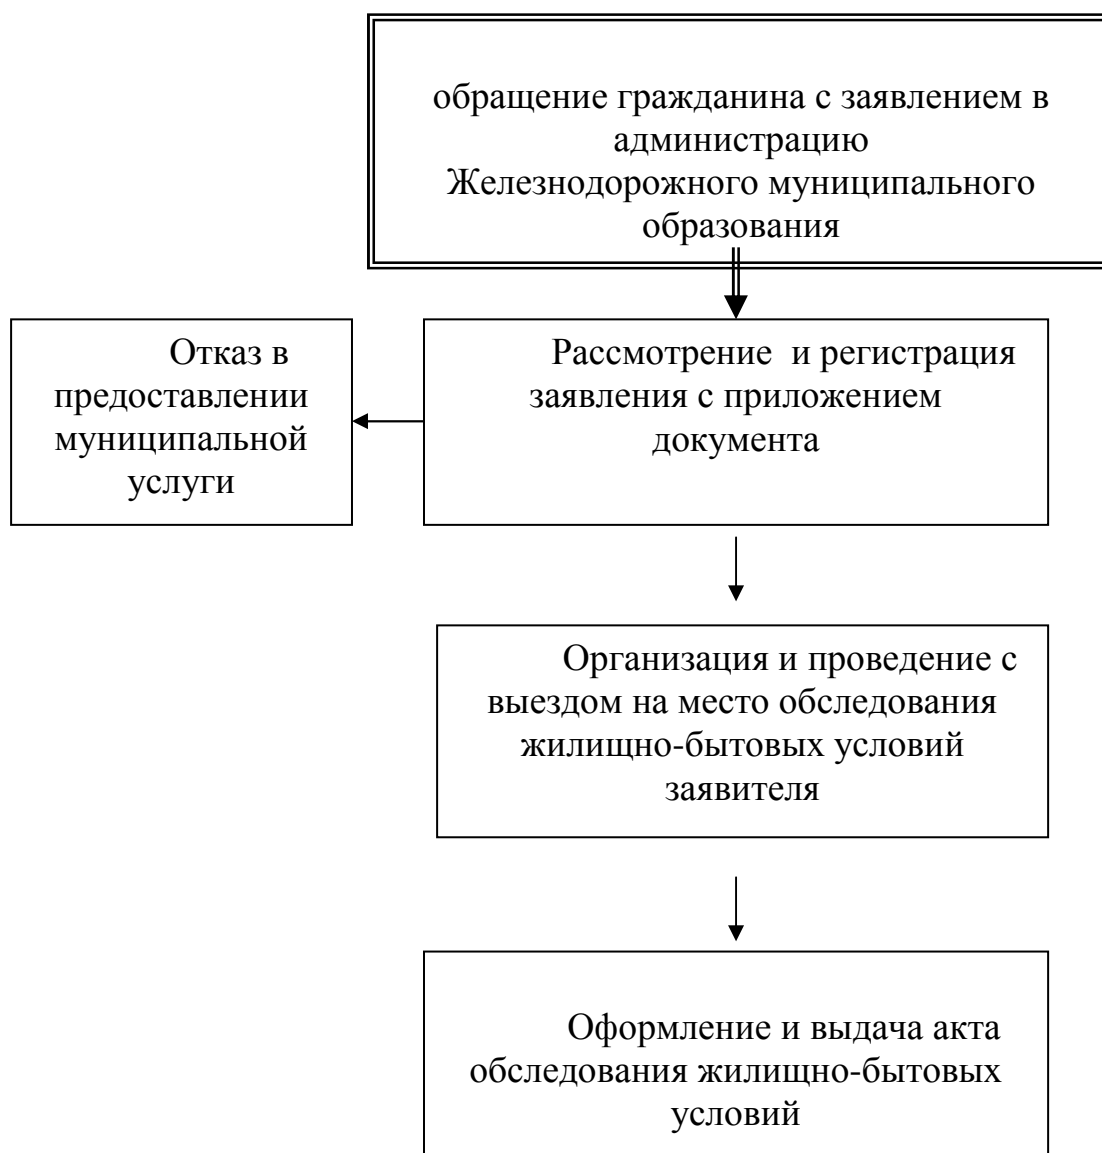 обращение гражданина с заявлением в
администрацию
Железнодорожного муниципального
образования
Отказ в
предоставлении
муниципальной
услуги
Рассмотрение и регистрация
заявления с приложением
документа
Организация и проведение с
выездом на место обследования
жилищно-бытовых условий
заявителя
Оформление и выдача акта
обследования жилищно-бытовых
условий